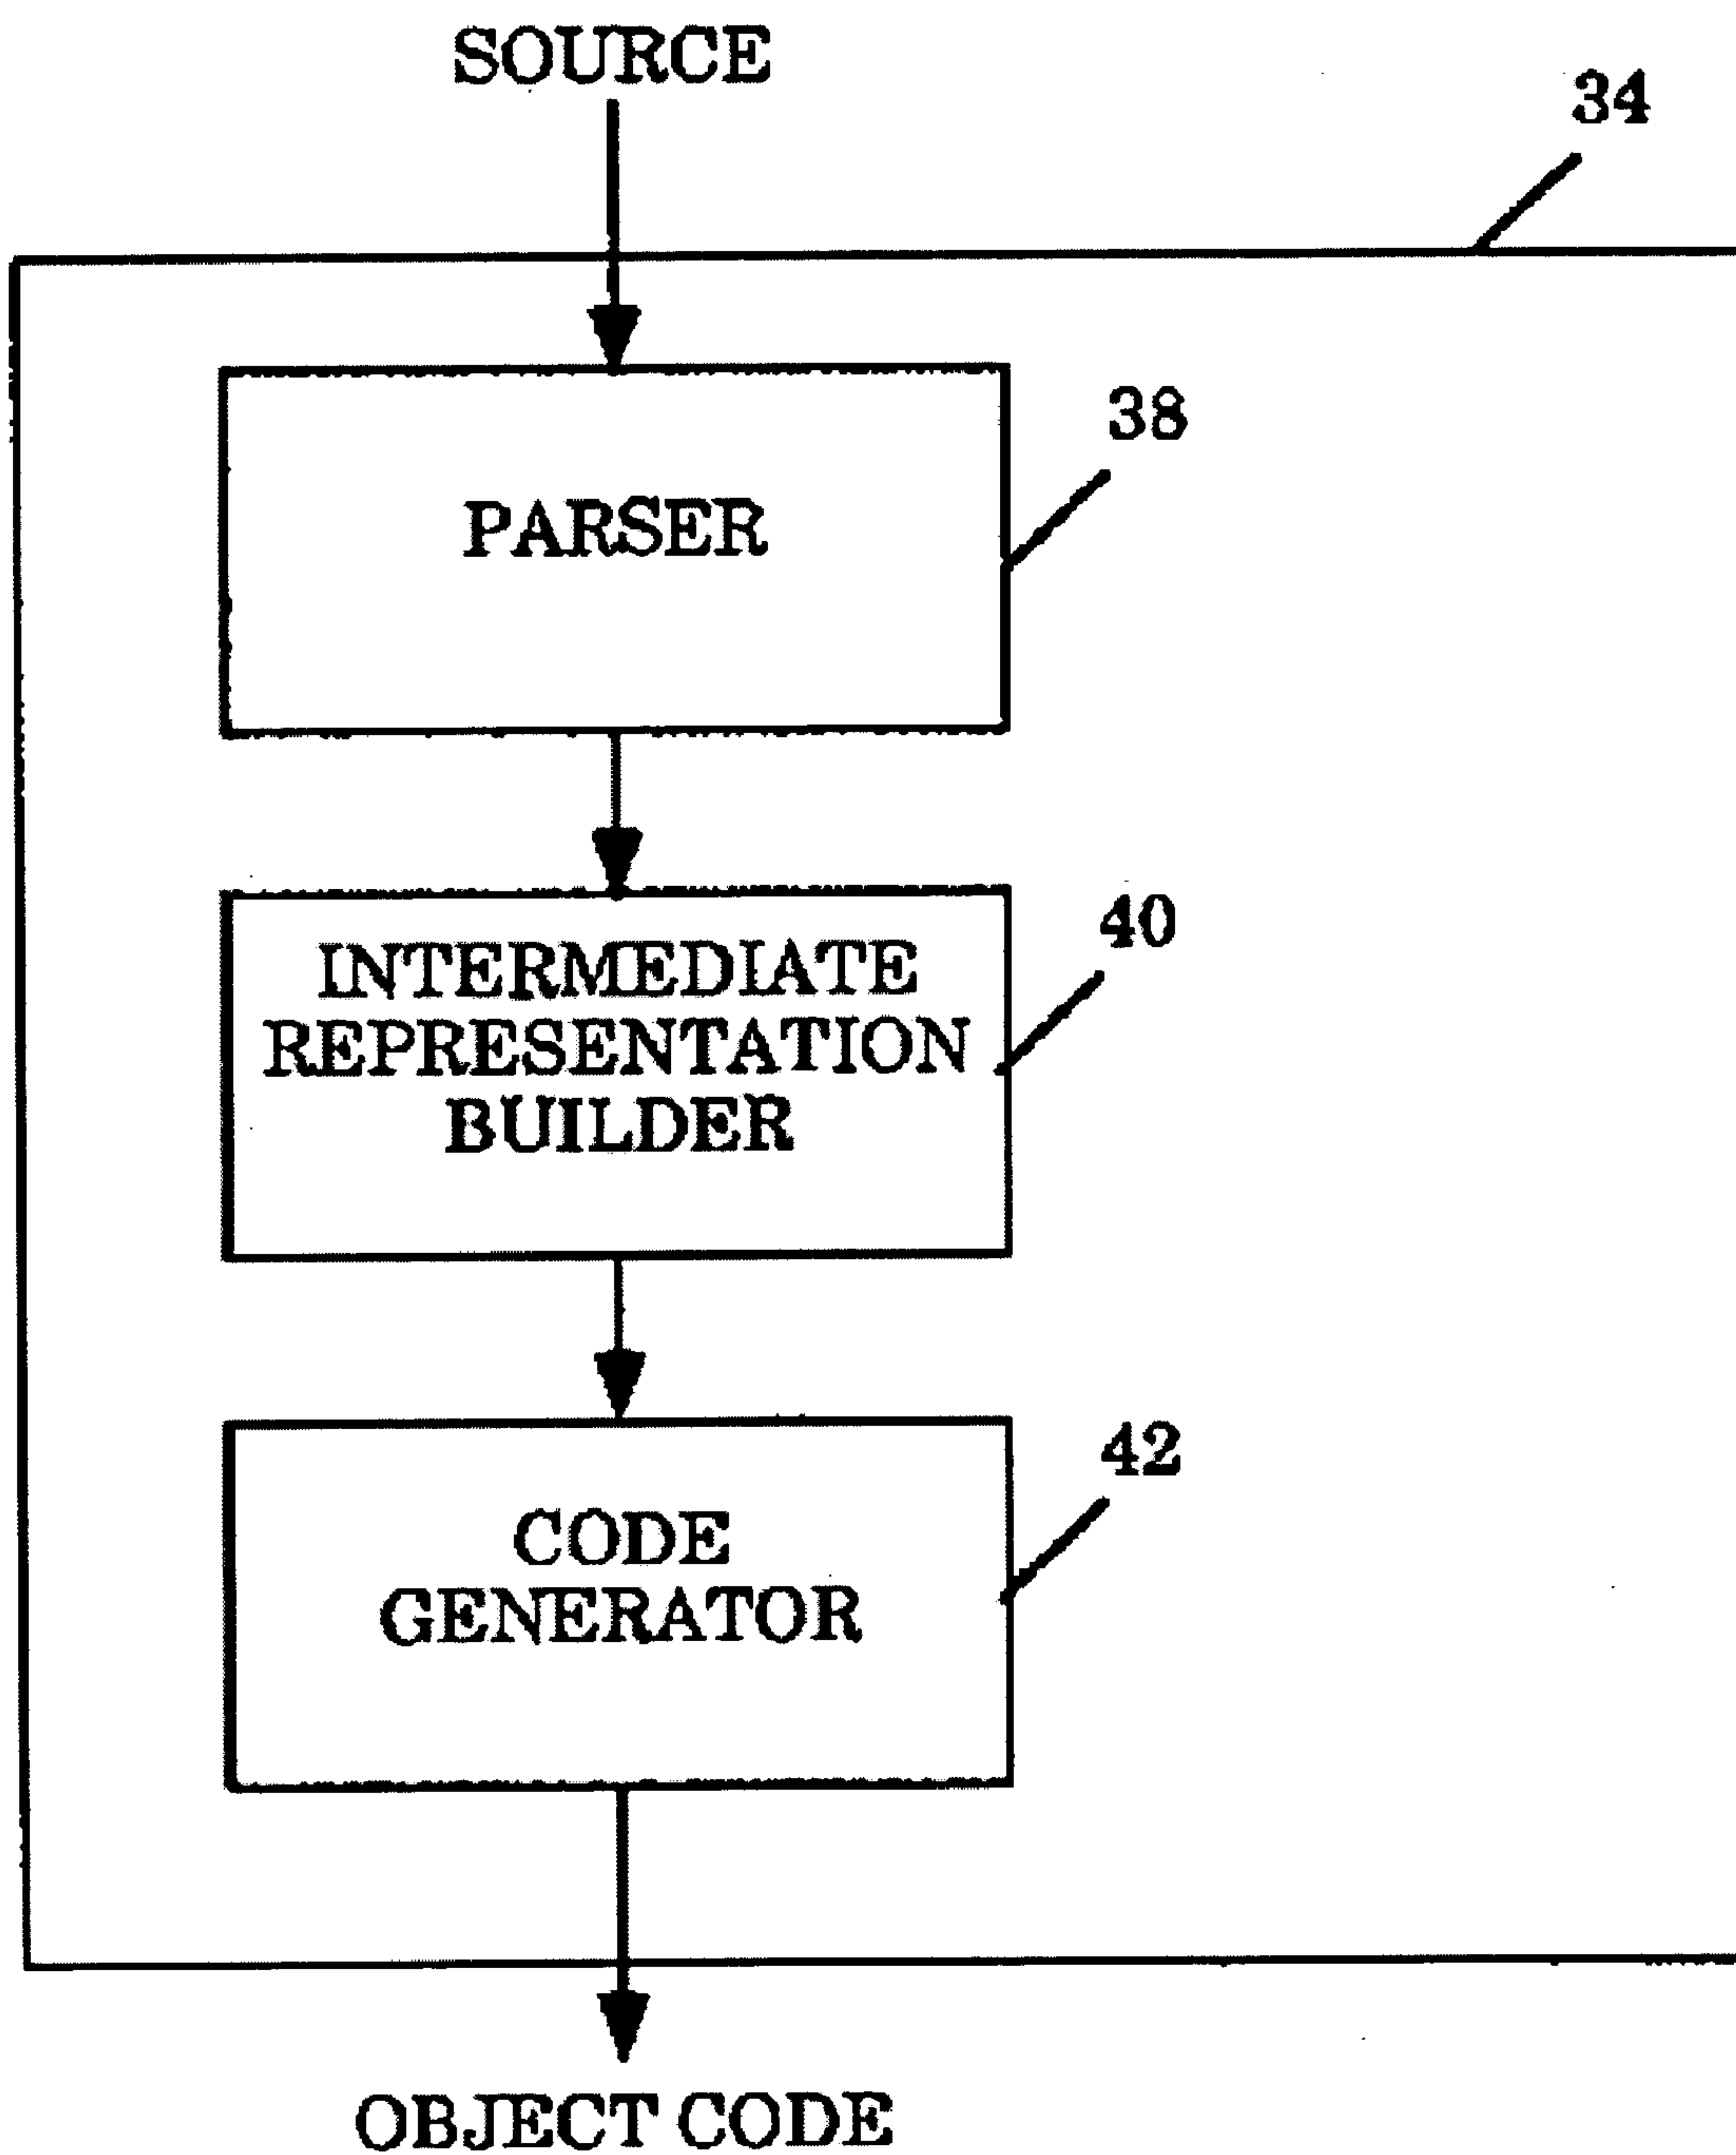 SOURCE
34
PARSER
38
INTERMEDIATE
REPRESENTATION
BUILDER
40
CODE
GENERATOR
42
OBJECT CODE